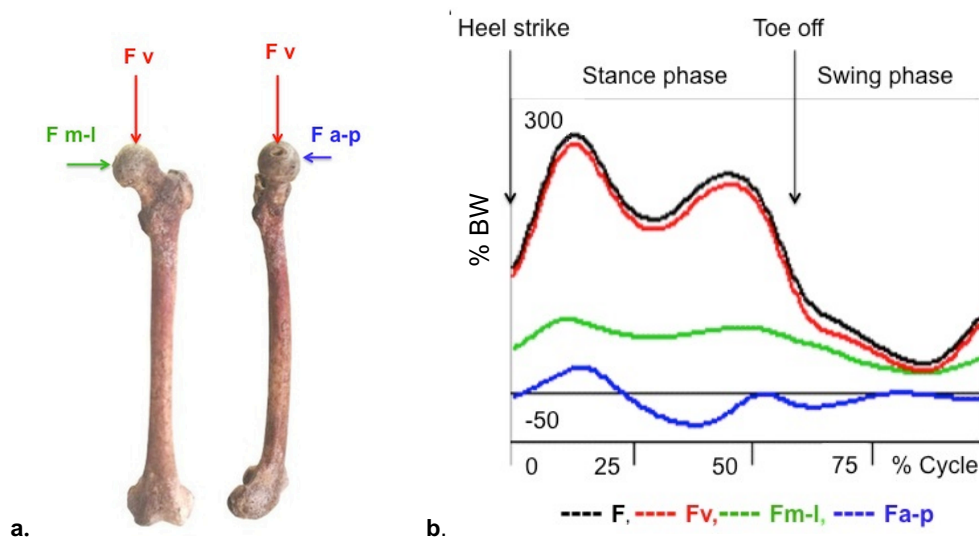 F v
F v
F m-l
F a-p
a.
Heel strike
Toe off
Stance phase
Swing phase
300
% BW
-50
0 25 50 75 % Cycle
---- F, ---- Fv, ---- Fm-l, ---- Fa-p
b.